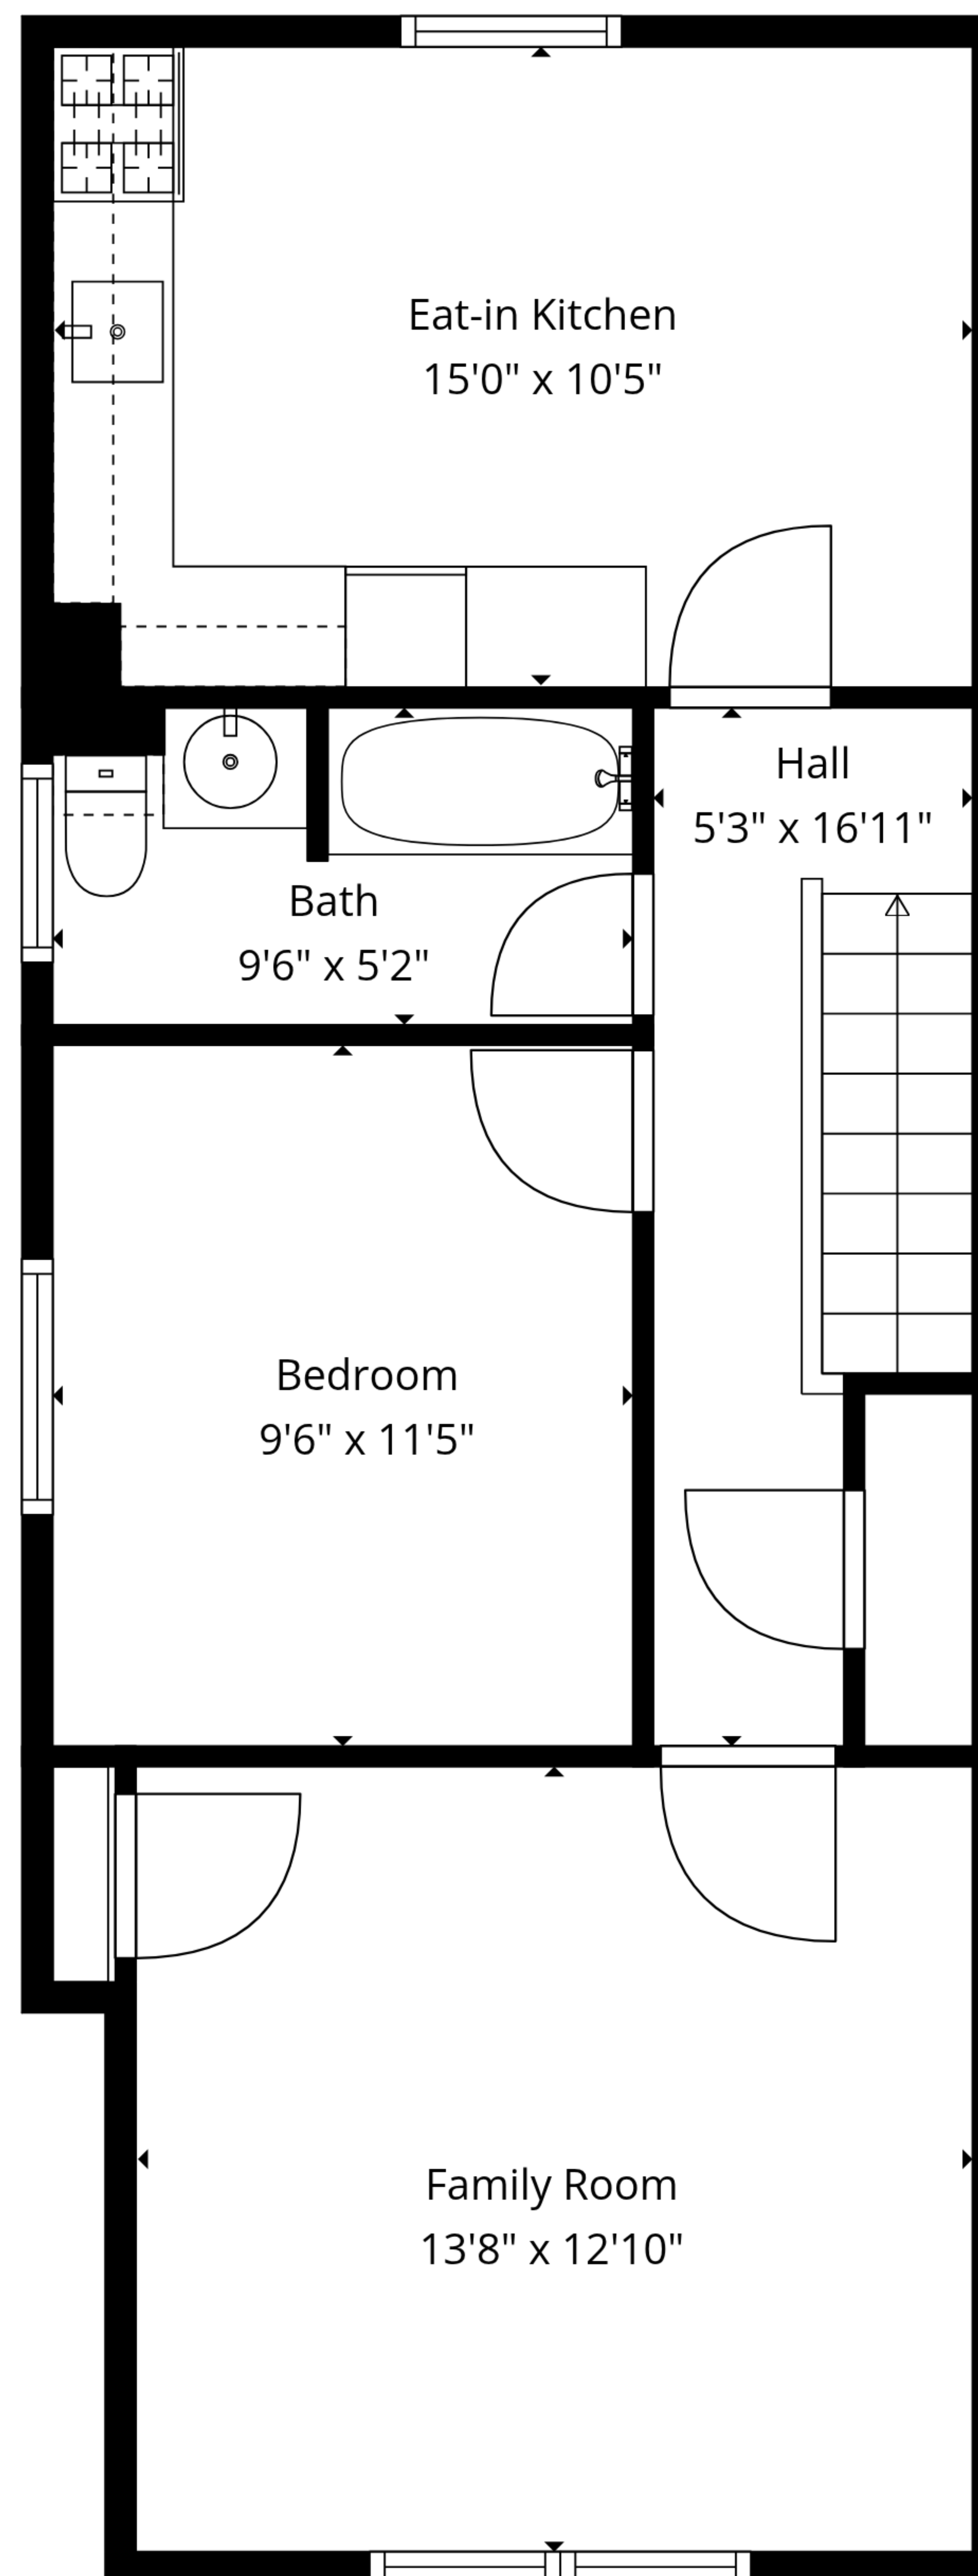 Eat-in Kitchen
15'0" x 10'5"
Hall
5'3" x 16'11"
Bath
9'6" x 5'2"
Bedroom
9'6" x 11'5"
Family Room
13'8" x 12'10"